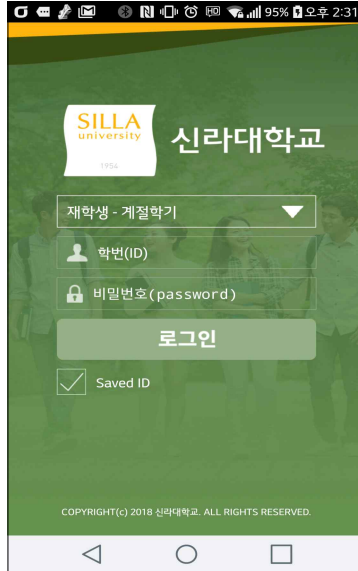 95% 오후 2:31
SILLA
university
1954
신라대학교
재학생 - 계절학기
학번(ID)
비밀번호(password)
로그인
Saved ID
COPYRIGHT(c) 2018 신라대학교. ALL RIGHTS RESERVED.